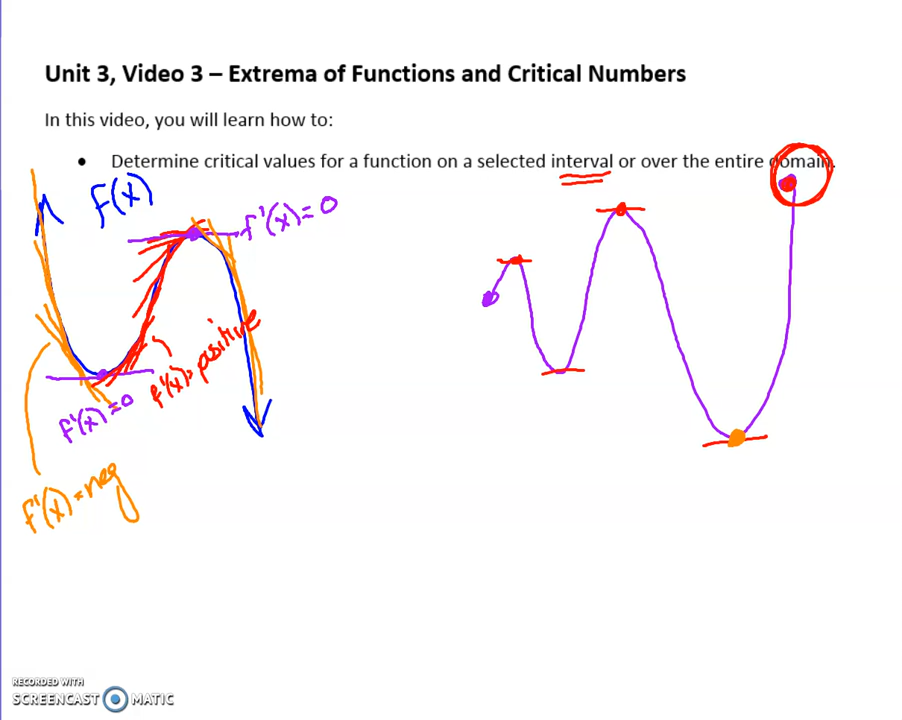 Unit 3, Video 3 – Extrema of Functions and Critical Numbers
In this video, you will learn how to:
• Determine critical values for a function on a selected interval or over the entire domain.
f(x)
f'(x)=0
f'(x)=positive
f'(x)=0
f'(x)=neg
RECORDED WITH
SCREENCAST MATIC